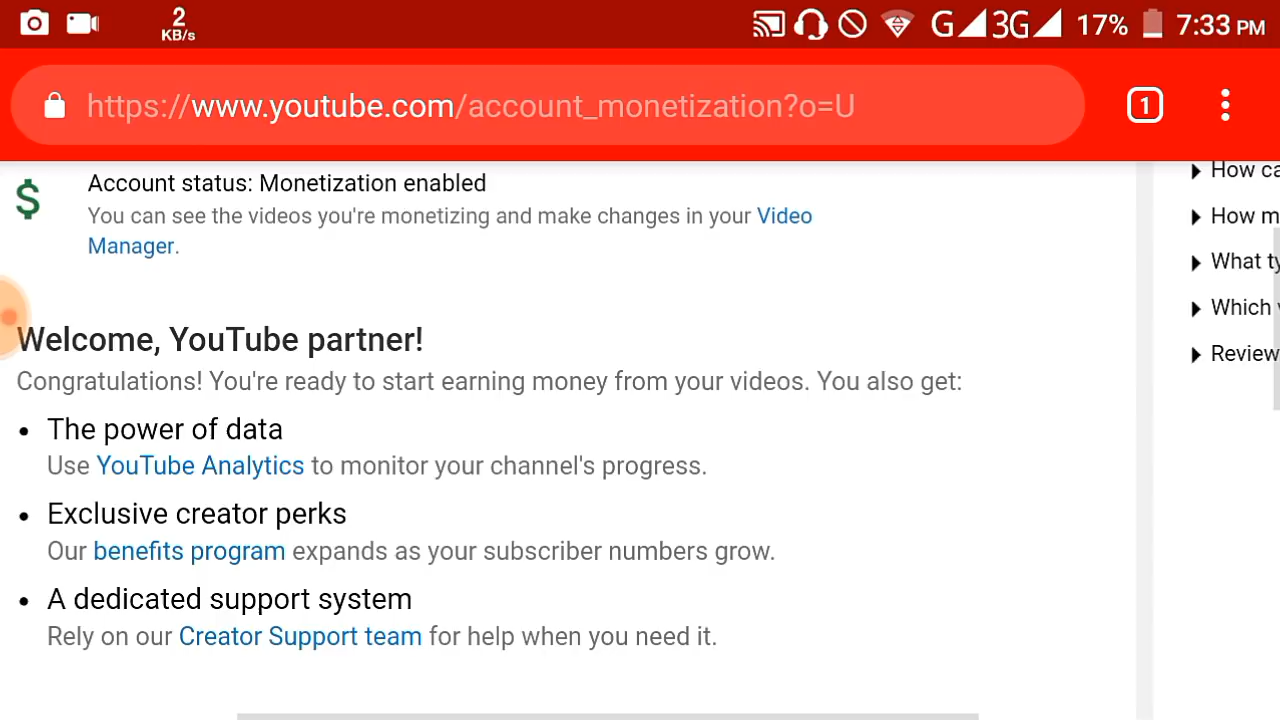 2
KB/s
G 3G 17% 7:33 PM
https://www.youtube.com/account_monetization?o=U
1
$
Account status: Monetization enabled
You can see the videos you're monetizing and make changes in your Video
Manager.
How ca
How m
What ty
Which
Review
Welcome, YouTube partner!
Congratulations! You're ready to start earning money from your videos. You also get:
• The power of data
Use YouTube Analytics to monitor your channel's progress.
• Exclusive creator perks
Our benefits program expands as your subscriber numbers grow.
• A dedicated support system
Rely on our Creator Support team for help when you need it.